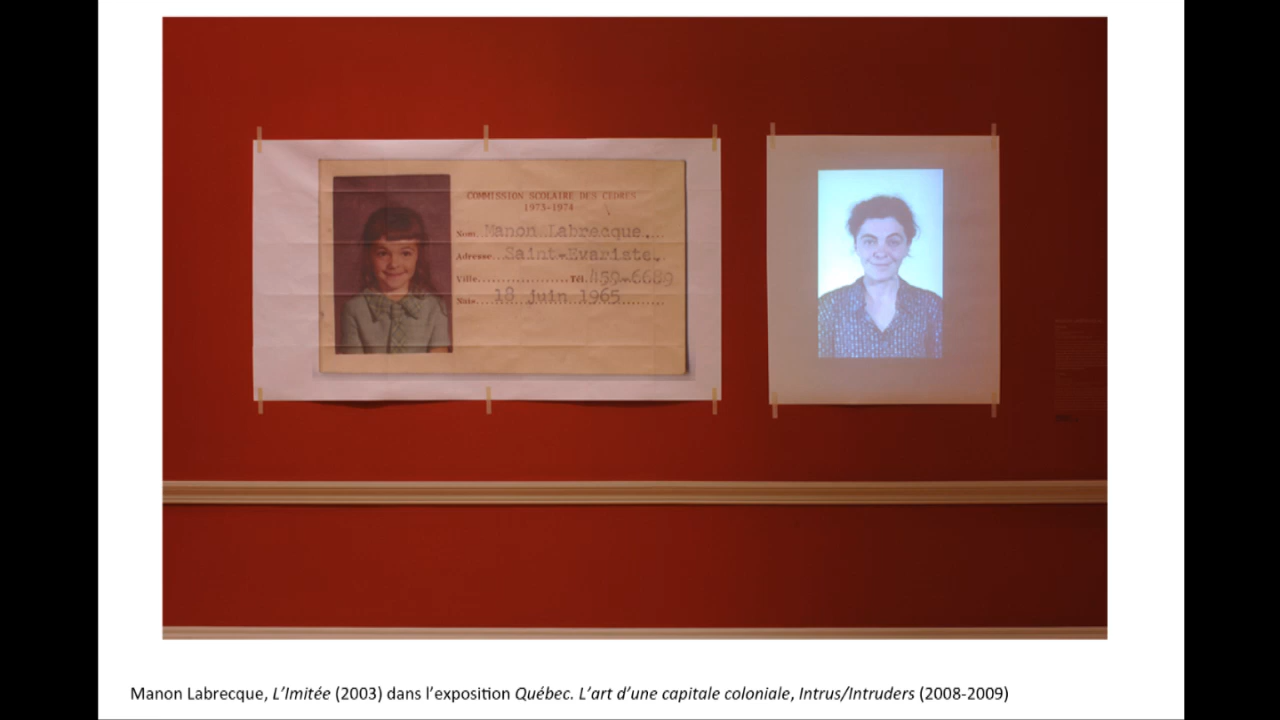 COMMISSION SCOLAIRE DES CEDRES
1973-1974
Nom... Manon Labrecque...
Adresse... Saint-Evariste..
Ville.................. Tél. 459-6689
Née... 18 juin 1965..........
Manon Labrecque, L'Imitée (2003) dans l'exposition Québec. L'art d'une capitale coloniale, Intrus/Intruders (2008-2009)